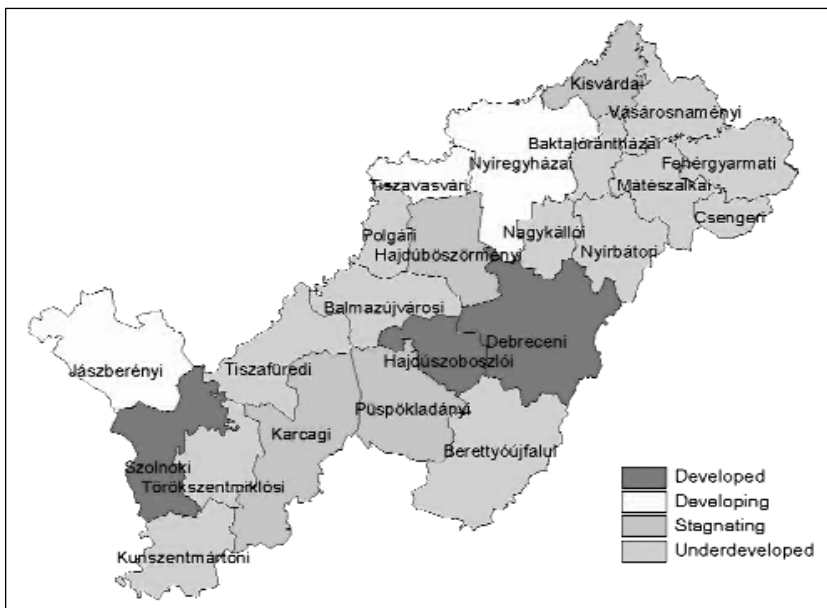 Kisvárdai
Vásárosnaményi
Baktalórántházai
Nyíregyházai
Fehérgyarmati
Tiszavasvári
Mátészalkai
Csengeri
Polgári
Nagykállói
Hajdúböszörményi
Nyírbátori
Balmazújvárosi
Debreceni
Hajdúszoboszlói
Jászberényi
Tiszafüredi
Püspökladányi
Karcagi
Berettyóújfalui
Szolnoki
Törökszentmiklósi
Kunszentmártoni
Developed
Developing
Stagnating
Underdeveloped